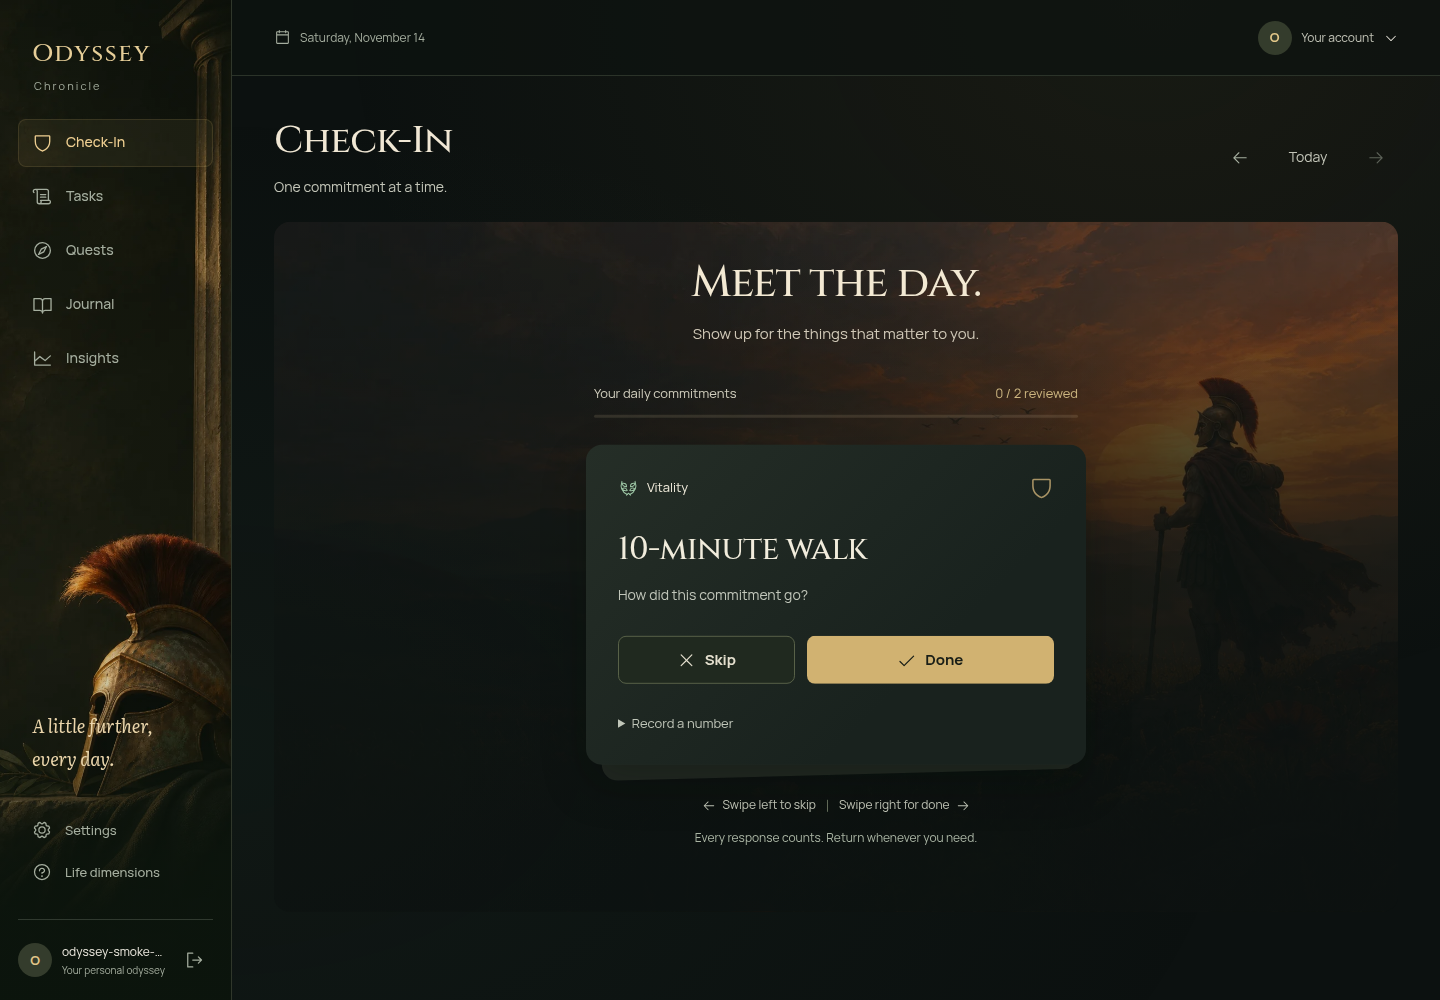 ODYSSEY
Chronicle
Check-In
Tasks
Quests
Journal
Insights
A little further,
every day.
Settings
Life dimensions
O
odyssey-smoke-...
Your personal odyssey
Saturday, November 14
O
Your account
Check-In
One commitment at a time.
Today
Meet the day.
Show up for the things that matter to you.
Your daily commitments
0 / 2 reviewed
Vitality
10-minute walk
How did this commitment go?
Skip
Done
Record a number
Swipe left to skip | Swipe right for done
Every response counts. Return whenever you need.